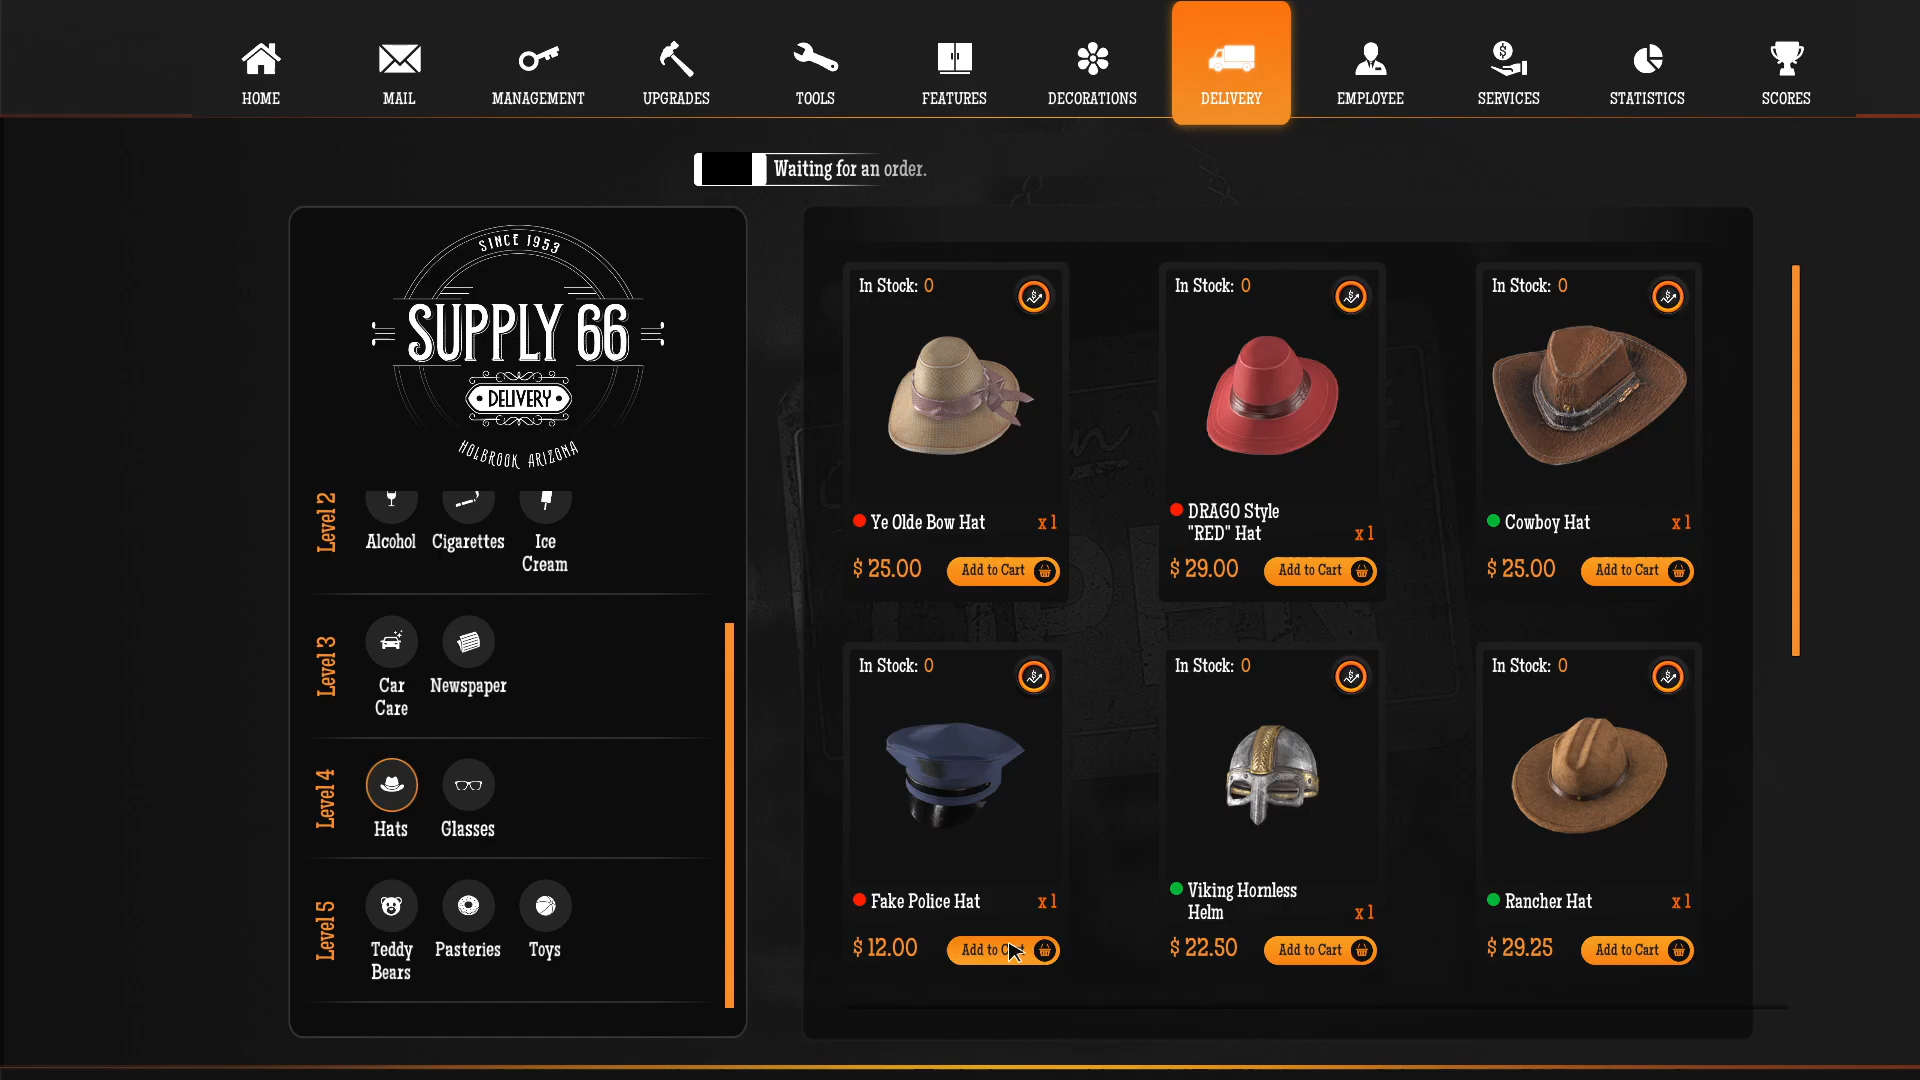 HOME
MAIL
MANAGEMENT
UPGRADES
TOOLS
FEATURES
DECORATIONS
DELIVERY
EMPLOYEE
SERVICES
STATISTICS
SCORES
Waiting for an order.
SINCE 1953
SUPPLY 66
DELIVERY
HOLBROOK ARIZONA
Level 2
Alcohol
Cigarettes
Ice
Cream
Level 3
Car
Care
Newspaper
Level 4
Hats
Glasses
Level 5
Teddy
Bears
Pasteries
Toys
In Stock: 0
Ye Olde Bow Hat
x 1
$ 25.00
Add to Cart
In Stock: 0
DRAGO Style
"RED" Hat
x 1
$ 29.00
Add to Cart
In Stock: 0
Cowboy Hat
x 1
$ 25.00
Add to Cart
In Stock: 0
Fake Police Hat
x 1
$ 12.00
Add to Cart
In Stock: 0
Viking Hornless
Helm
x 1
$ 22.50
Add to Cart
In Stock: 0
Rancher Hat
x 1
$ 29.25
Add to Cart